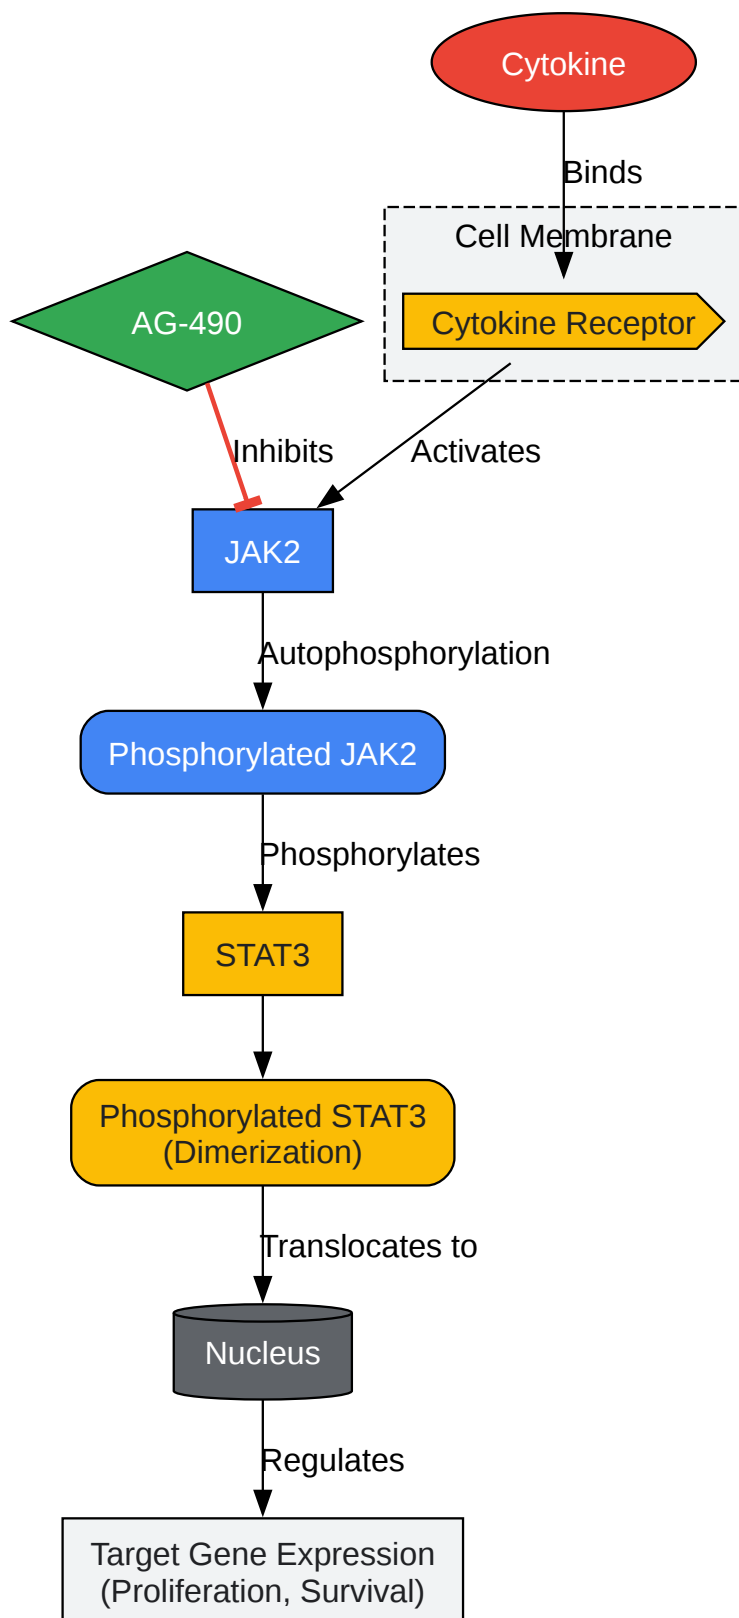 Cytokine
Binds
Cell Membrane
AG-490
Cytokine Receptor
Inhibits
Activates
JAK2
Autophosphorylation
Phosphorylated JAK2
Phosphorylates
STAT3
Phosphorylated STAT3
(Dimerization)
Translocates to
Nucleus
Regulates
Target Gene Expression
(Proliferation, Survival)